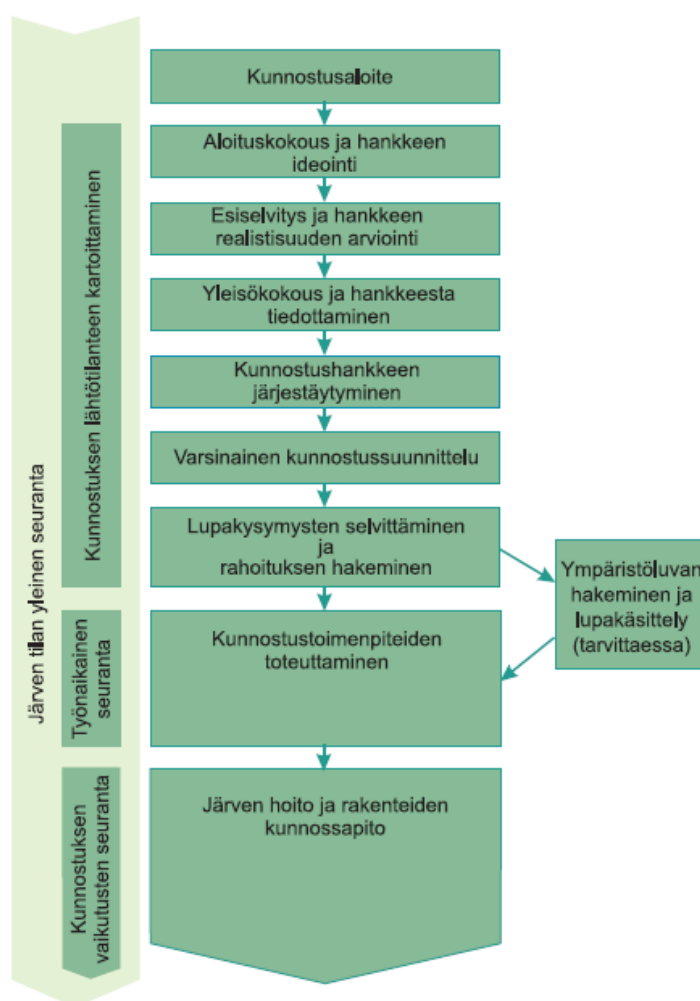 Kunnostusaloite
Aloituskokous ja hankkeen
ideointi
Esiselvitys ja hankkeen
realistisuuden arviointi
Yleisökokous ja hankkeesta
tiedottaminen
Kunnostushankkeen
järjestäytyminen
Varsinainen kunnostussuunnittelu
Lupakysymysten selvittäminen
ja
rahoituksen hakeminen
Ympäristöluvan
hakeminen ja
lupakäsittely
(tarvittaessa)
Kunnostustoimenpiteiden
toteuttaminen
Järven hoito ja rakenteiden
kunnossapito
Järven tilan yleinen seuranta
Kunnostuksen lähtötilanteen kartoittaminen
Työnaikainen
seuranta
Kunnostuksen
vaikutusten seuranta